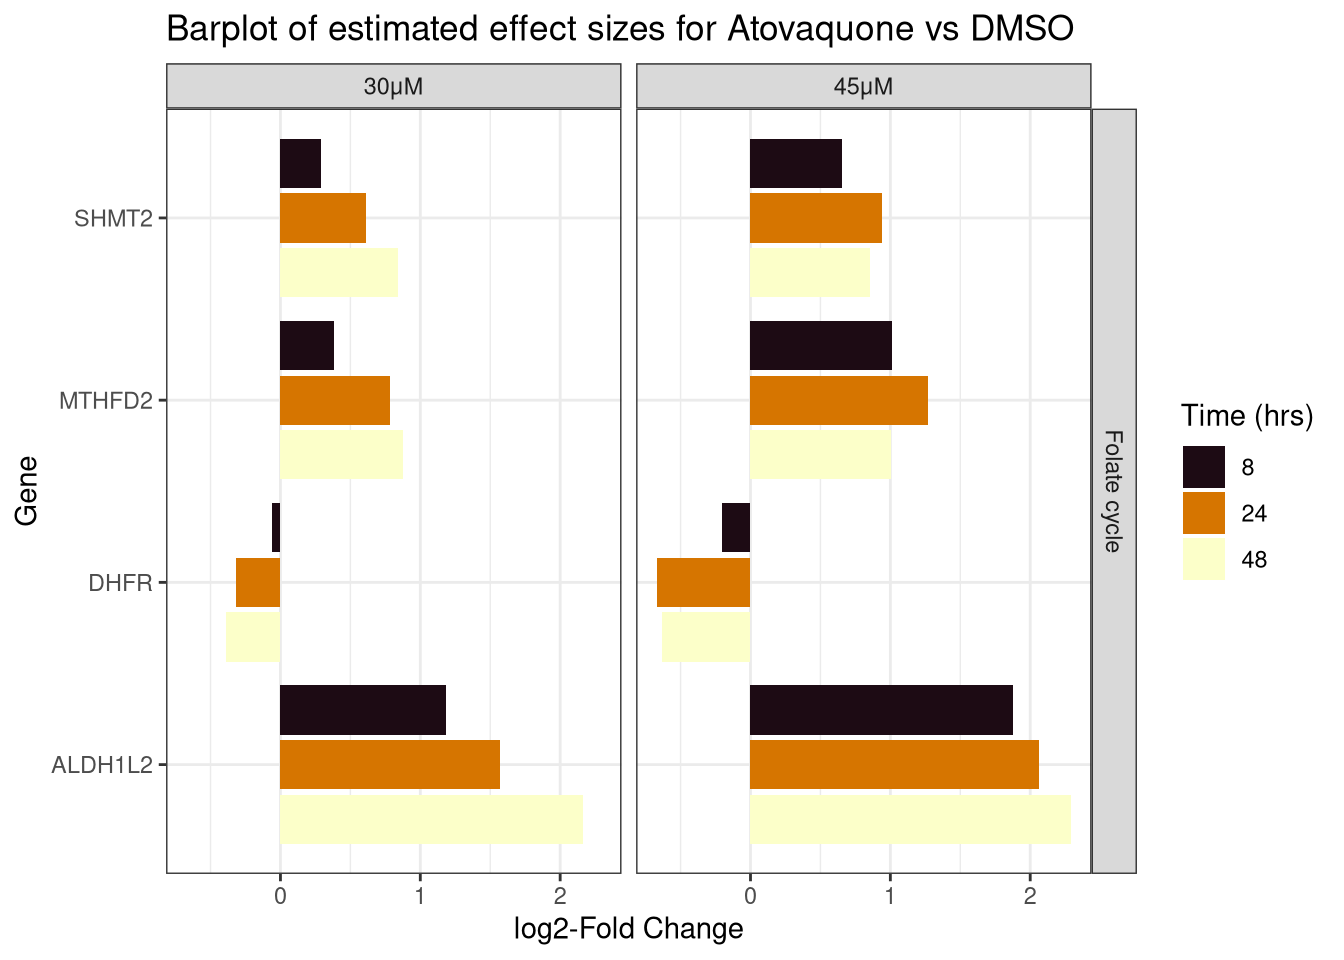 Barplot of estimated effect sizes for Atovaquone vs DMSO
30μM
45μM
SHMT2
MTHFD2
DHFR
ALDH1L2
Gene
Folate cycle
0
1
2
0
1
2
log2-Fold Change
Time (hrs)
8
24
48